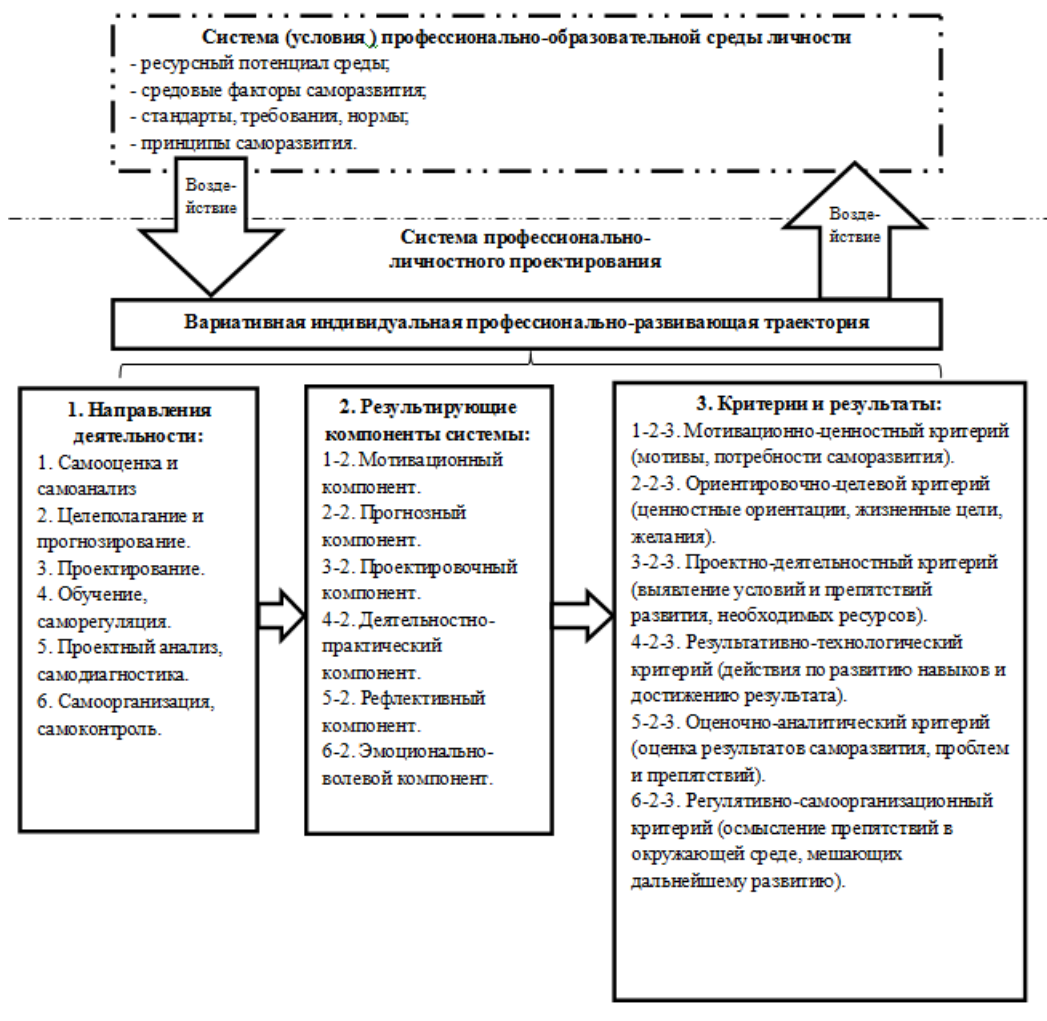 Система (условия ) профессионально-образовательной среды личности
- ресурсный потенциал среды;
- средовые факторы саморазвития;
- стандарты, требования, нормы;
- принципы саморазвития.
Возде-
йствие
Возде-
йствие
Система профессионально-
личностного проектирования
Вариативная индивидуальная профессионально-развивающая траектория
1. Направления
деятельности:
1. Самооценка и
самоанализ
2. Целеполагание и
прогнозирование.
3. Проектирование.
4. Обучение,
саморегуляция.
5. Проектный анализ,
самодиагностика.
6. Самоорганизация,
самоконтроль.
2. Результирующие
компоненты системы:
1-2. Мотивационный
компонент.
2-2. Прогнозный
компонент.
3-2. Проектировочный
компонент.
4-2. Деятельностно-
практический
компонент.
5-2. Рефлективный
компонент.
6-2. Эмоционально-
волевой компонент.
3. Критерии и результаты:
1-2-3. Мотивационно-ценностный критерий
(мотивы, потребности саморазвития).
2-2-3. Ориентировочно-целевой критерий
(ценностные ориентации, жизненные цели,
желания).
3-2-3. Проектно-деятельностный критерий
(выявление условий и препятствий
развития, необходимых ресурсов).
4-2-3. Результативно-технологический
критерий (действия по развитию навыков и
достижению результата).
5-2-3. Оценочно-аналитический критерий
(оценка результатов саморазвития, проблем
и препятствий).
6-2-3. Регулятивно-самоорганизационный
критерий (осмысление препятствий в
окружающей среде, мешающих
дальнейшему развитию).